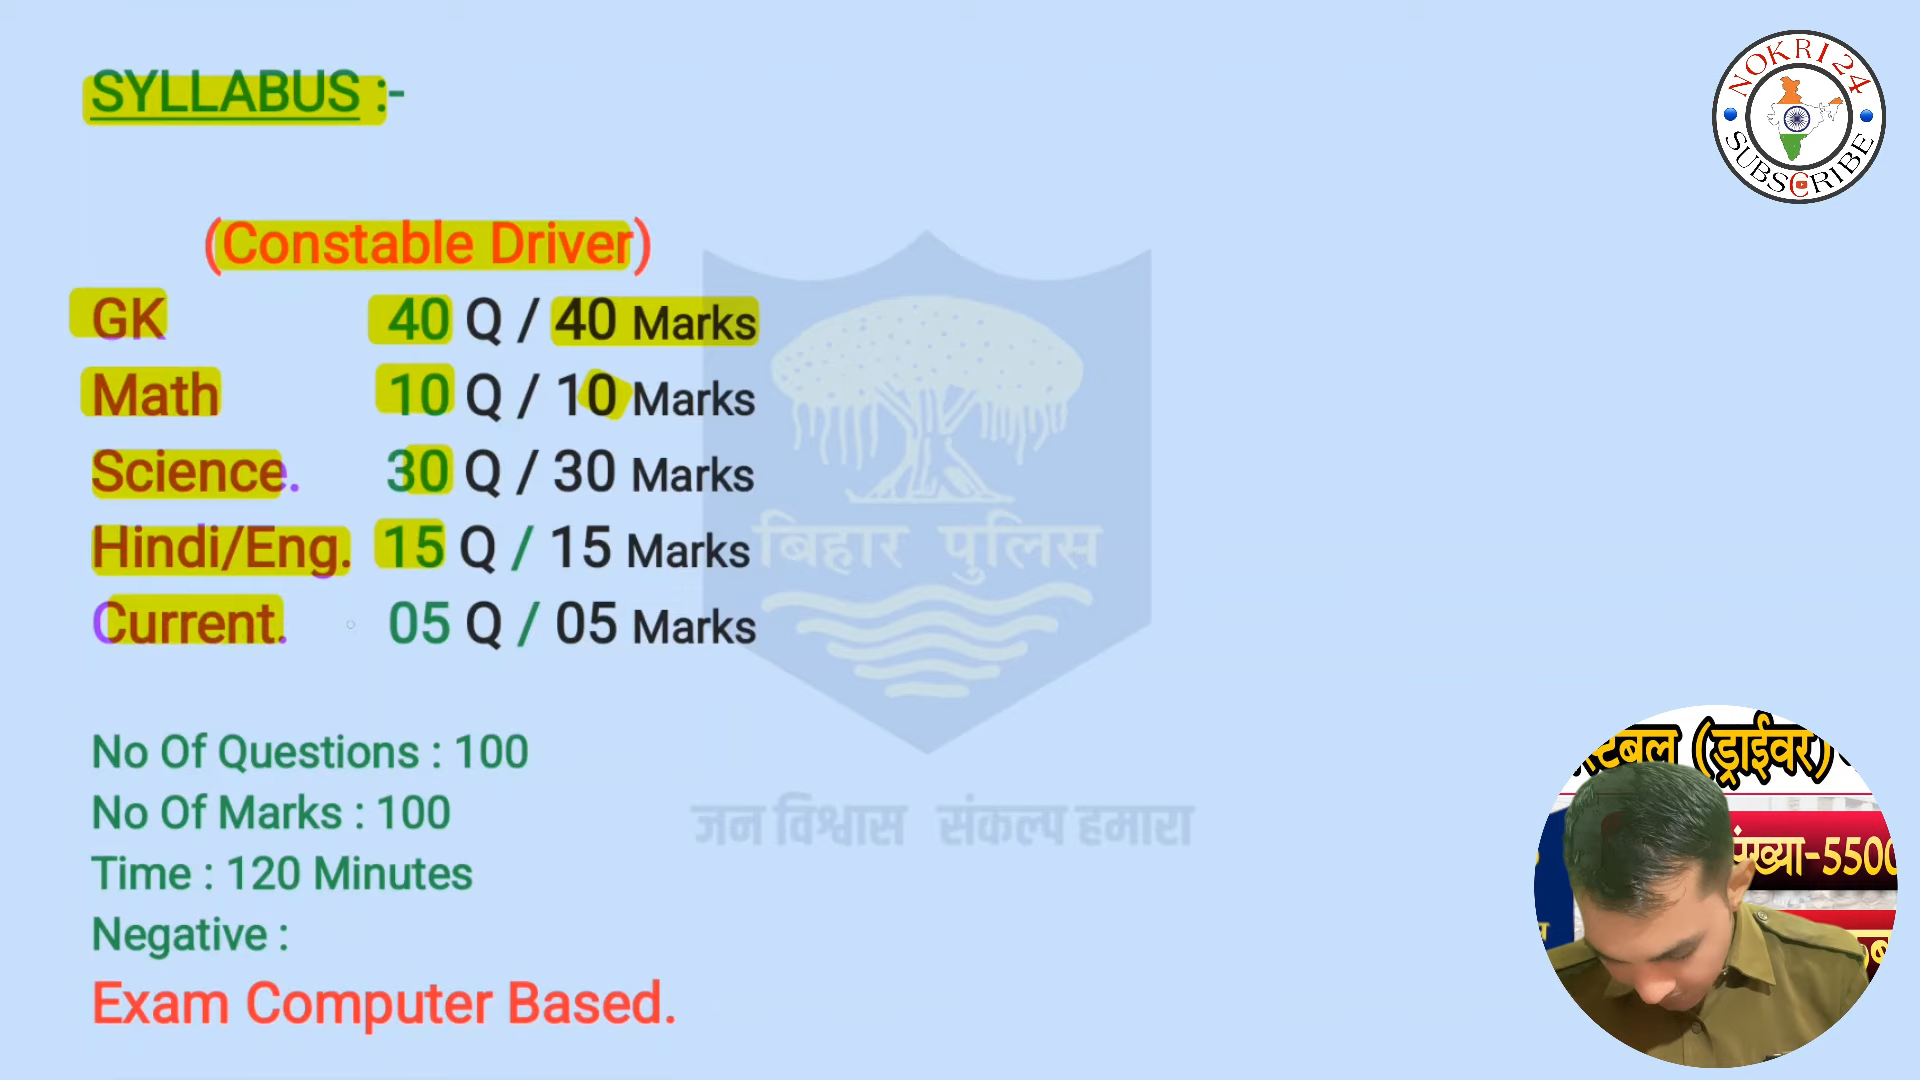 SYLLABUS :-
NOKRI 24
SUBSCRIBE
(Constable Driver)
GK 40 Q / 40 Marks
Math 10 Q / 10 Marks
Science. 30 Q / 30 Marks
Hindi/Eng. 15 Q / 15 Marks
Current. 05 Q / 05 Marks
बिहार पुलिस
जन विश्वास संकल्प हमारा
No Of Questions : 100
No Of Marks : 100
Time : 120 Minutes
Negative :
Exam Computer Based.
(ड्राईवर)